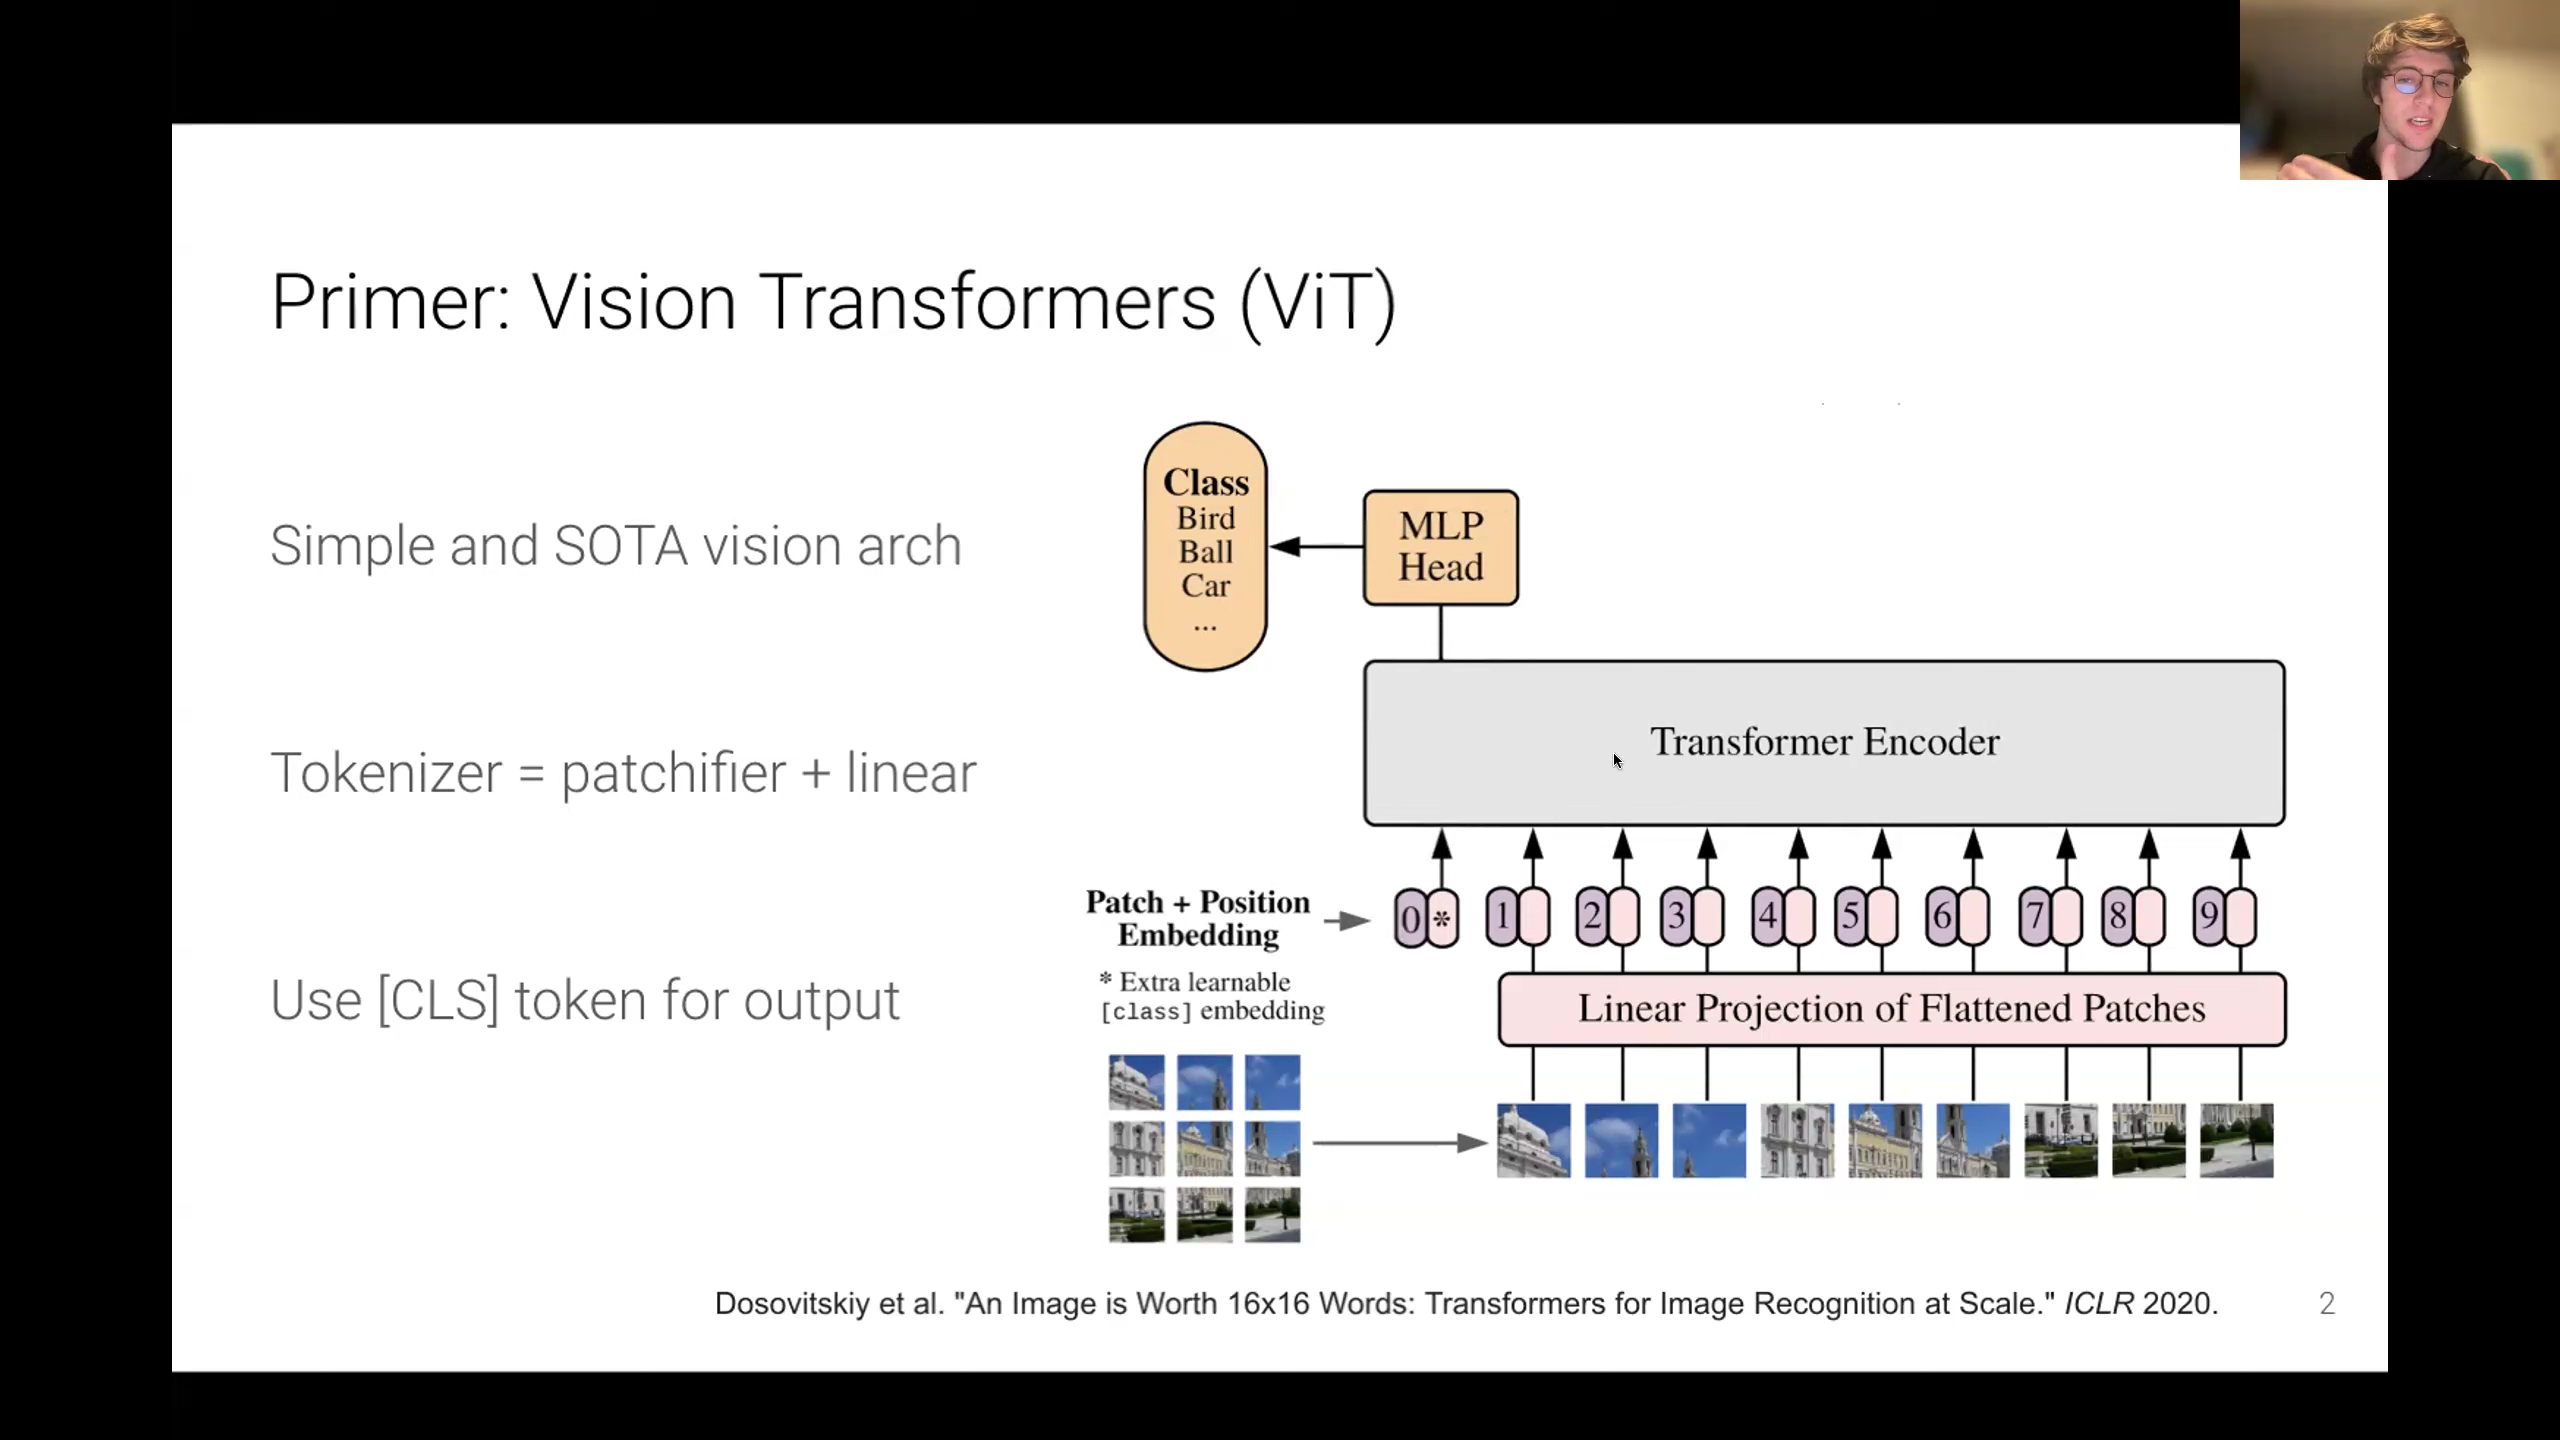 Primer: Vision Transformers (ViT)
Simple and SOTA vision arch
Tokenizer = patchifier + linear
Use [CLS] token for output
Class
Bird
Ball
Car
...
MLP
Head
Transformer Encoder
Patch + Position
Embedding
0 * 1 2 3 4 5 6 7 8 9
* Extra learnable
[class] embedding
Linear Projection of Flattened Patches
Dosovitskiy et al. "An Image is Worth 16x16 Words: Transformers for Image Recognition at Scale." ICLR 2020.
2